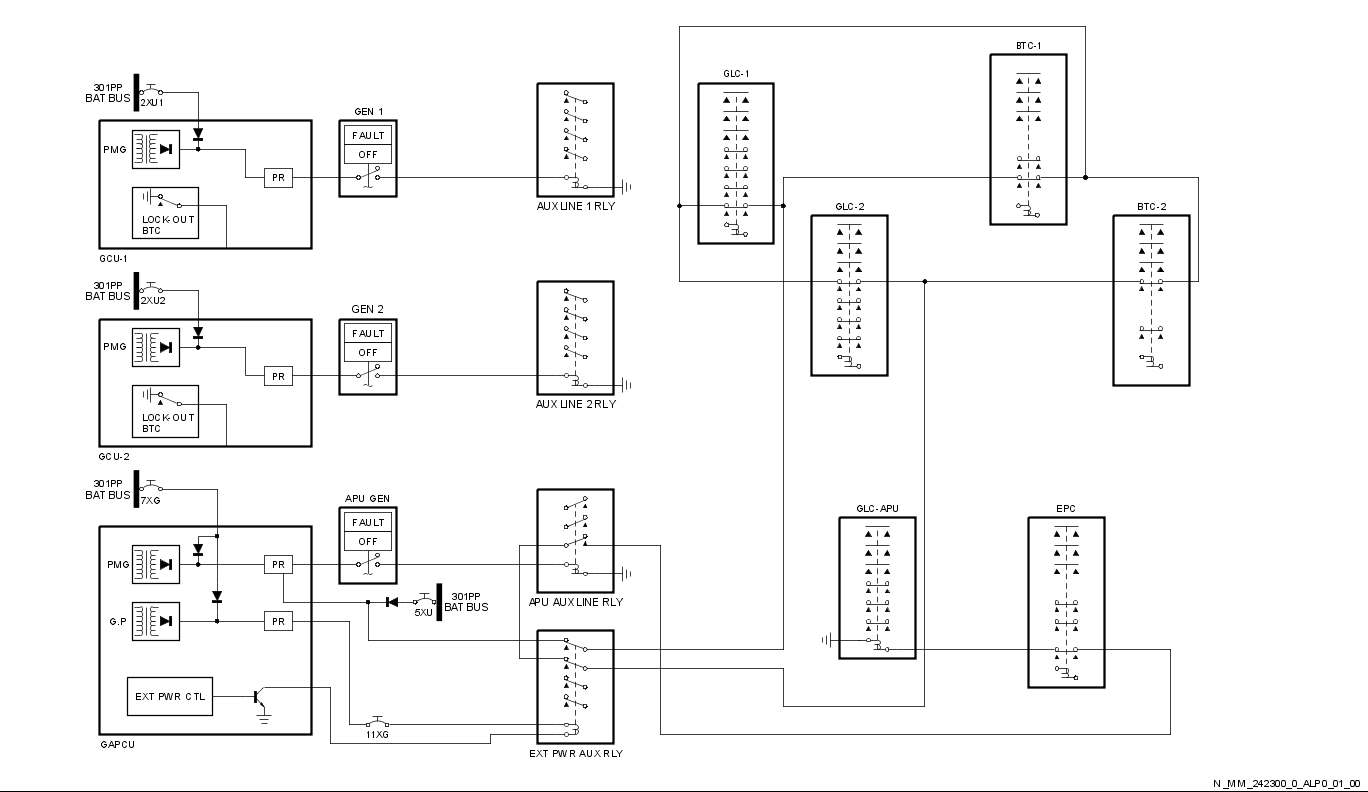 301PP
BAT BUS
2XU1
PMG
PR
LOCK-OUT
BTC
GCU-1
GEN 1
FAULT
OFF
AUX LINE 1 RLY
301PP
BAT BUS
2XU2
PMG
PR
LOCK-OUT
BTC
GCU-2
GEN 2
FAULT
OFF
AUX LINE 2 RLY
301PP
BAT BUS
7XG
PMG
PR
G.P
PR
EXT PWR CTL
GAPCU
APU GEN
FAULT
OFF
5XU
301PP
BAT BUS
11XG
APU AUX LINE RLY
EXT PWR AUX RLY
GLC-1
BTC-1
GLC-2
BTC-2
GLC-APU
EPC
N_MM_242300_0_ALP0_01_00